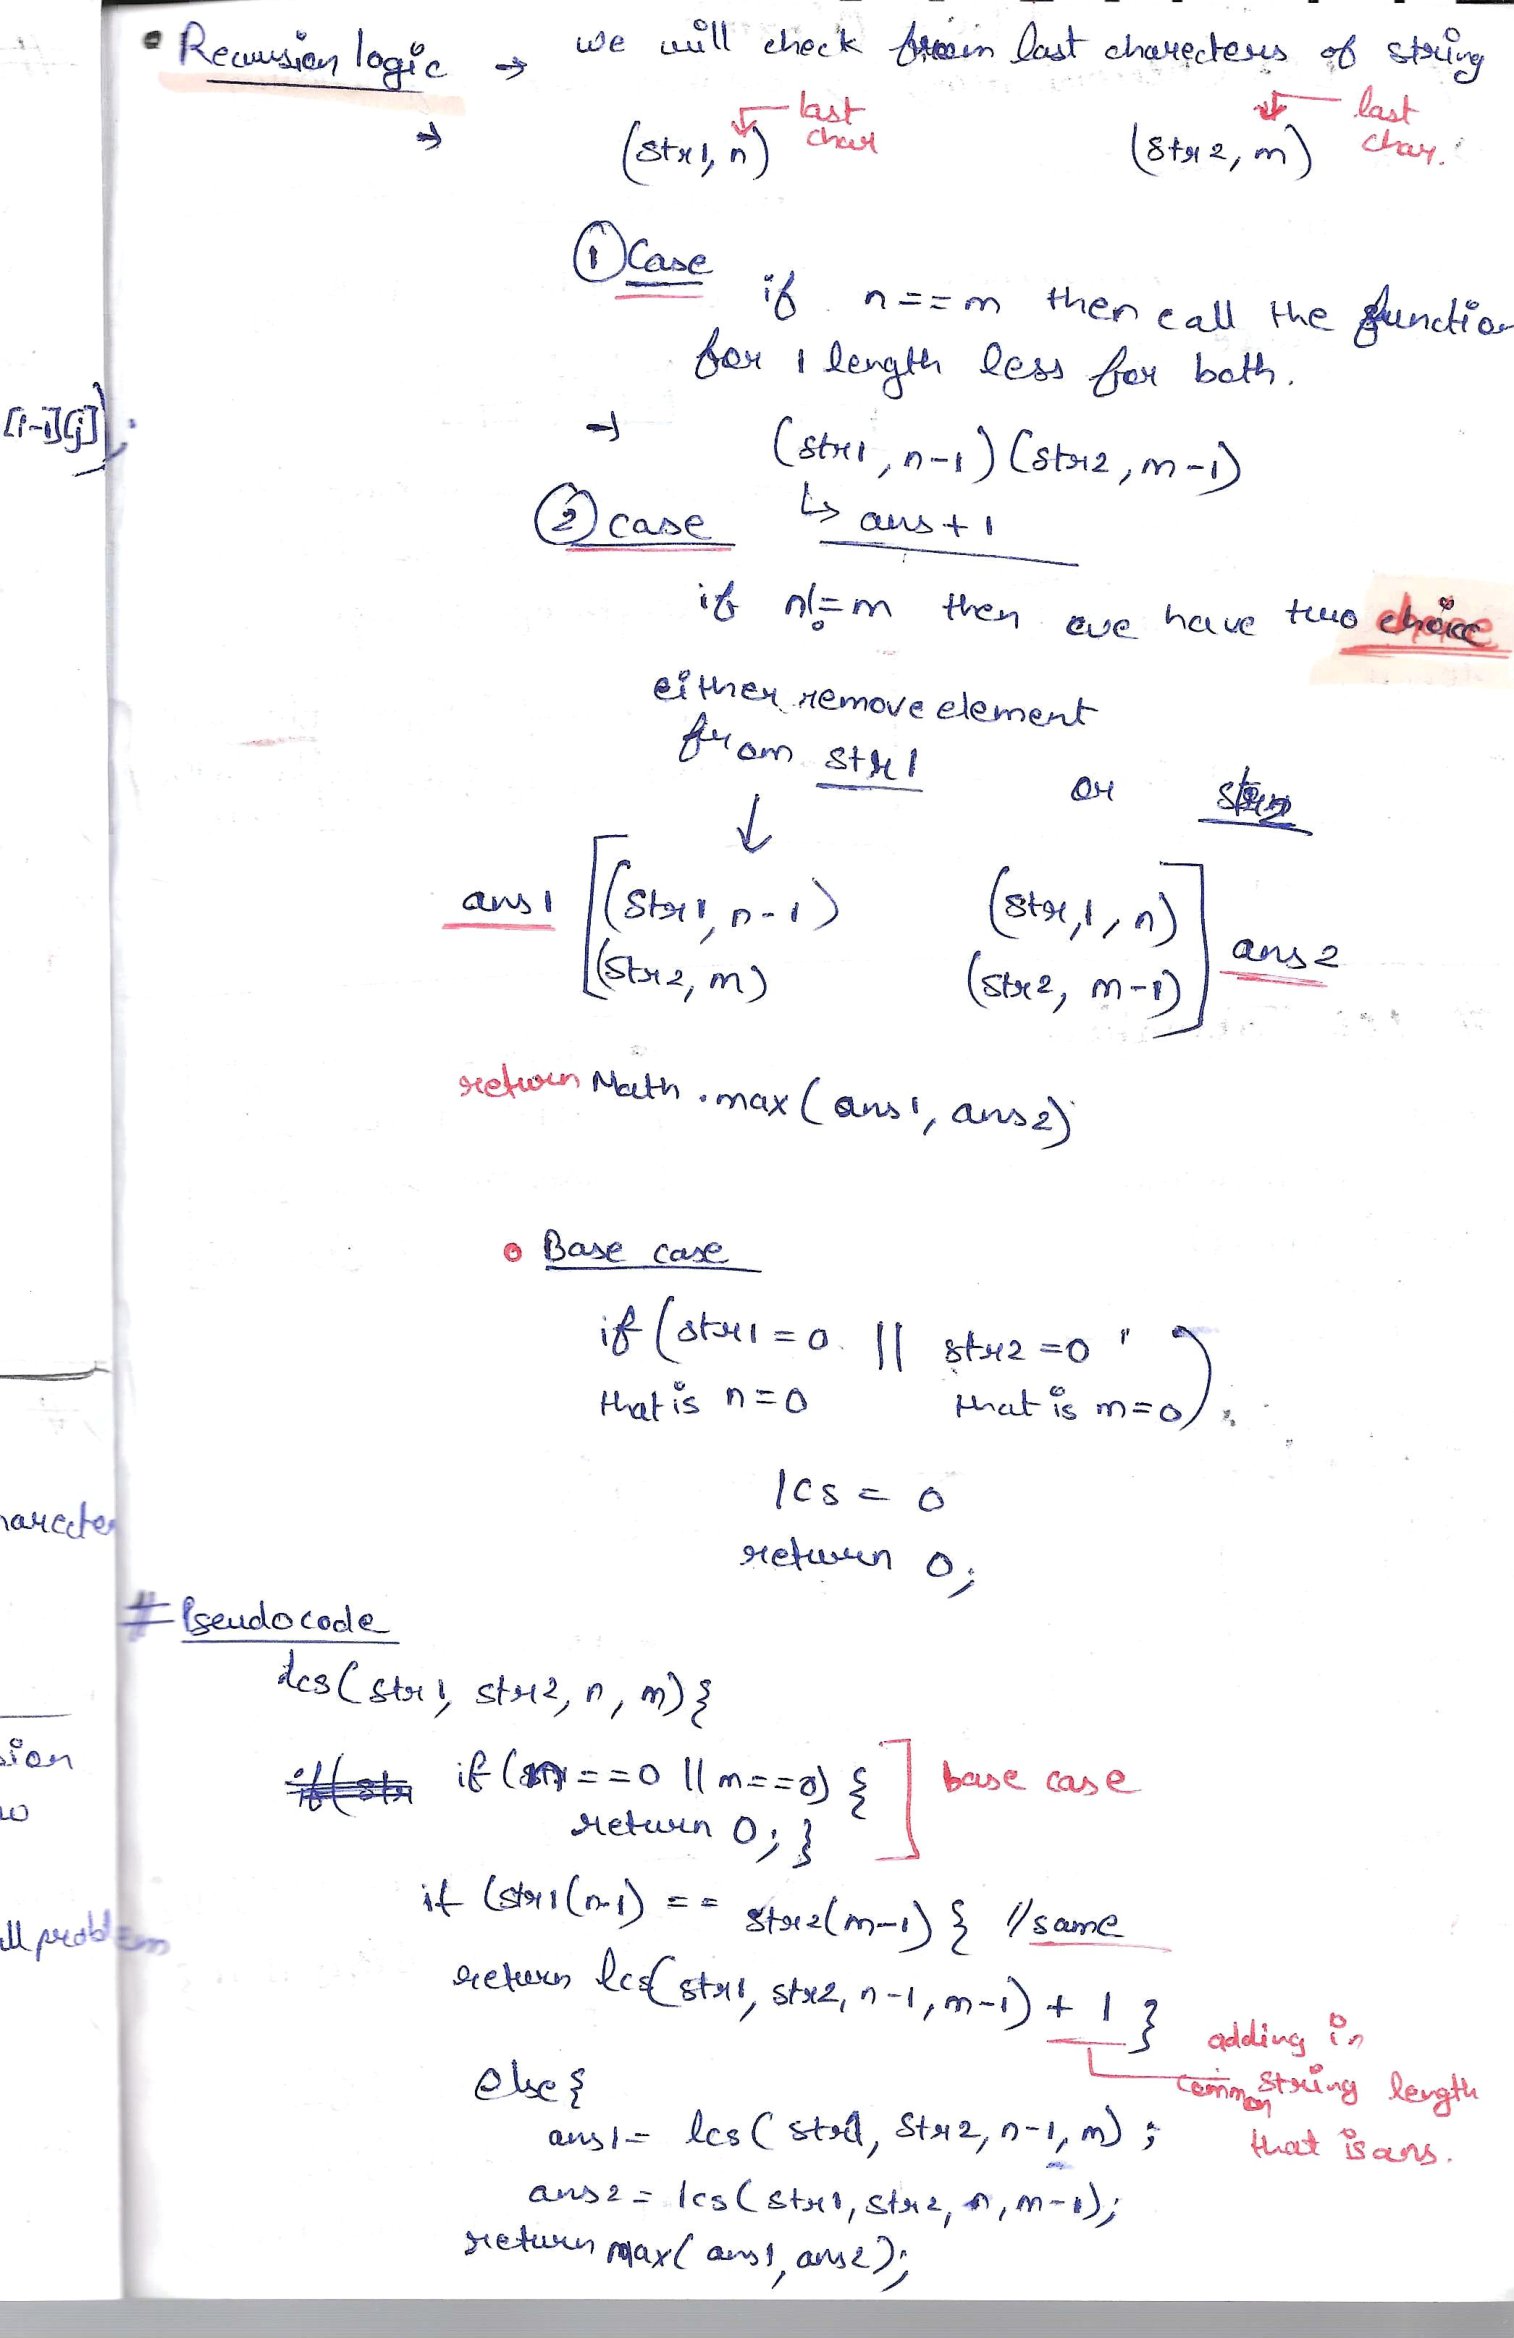 • Recursion logic → we will check from last charecters of string
→ (str1, n) last char (str2, m) last char.
① Case
if n==m then call the function
for 1 length less for both.
[i-1][j]);
→ (str1, n-1) (str2, m-1)
↳ ans+1
② case
if n!=m then we have two choice
either remove element
from str1 or str2
↓
ans1 [(str1, n-1) (str1, n)] ans2
(str2, m) (str2, m-1)
return Math.max(ans1, ans2)
• Base case
if (str1=0 || str2=0
that is n=0 that is m=0)
lcs = 0
harecter
return 0;
# Pseudocode
lcs(str1, str2, n, m){
sion
if(str if (n==0 || m==0) { base case
return 0; }
if (str1(n-1) == str2(m-1) { //same
ll problem
return lcs(str1, str2, n-1, m-1) + 1 }
adding in
common string length
that is ans.
else{
ans1= lcs(str1, str2, n-1, m);
ans2= lcs(str1, str2, n, m-1);
return max(ans1, ans2);